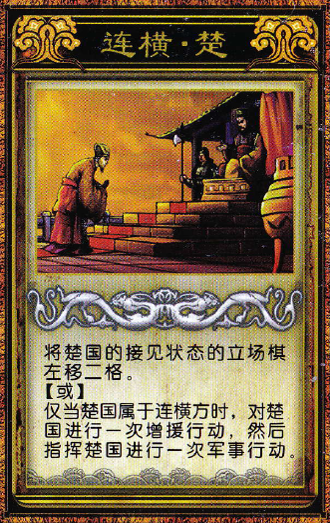 连横·楚
将楚国的接见状态的立场棋
左移二格。
【或】
仅当楚国属于连横方时，对楚
国进行一次增援行动，然后
指挥楚国进行一次军事行动。